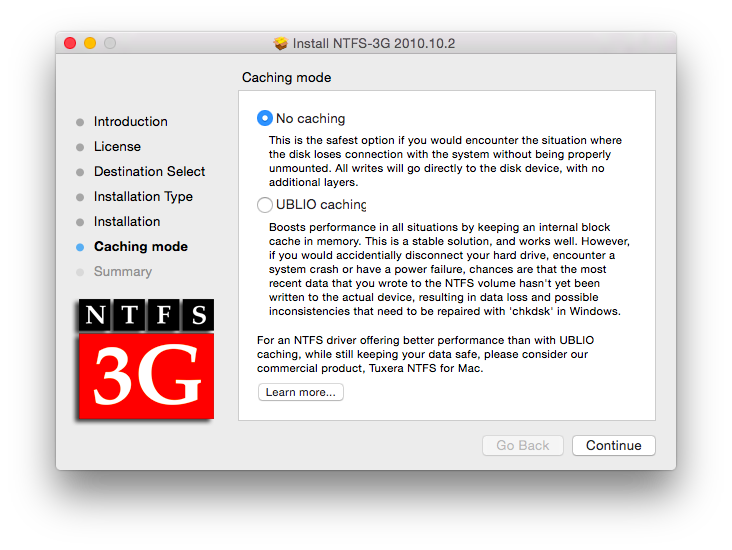 Install NTFS-3G 2010.10.2
Caching mode
Introduction
License
Destination Select
Installation Type
Installation
Caching mode
Summary
NTFS
3G
No caching
This is the safest option if you would encounter the situation where
the disk loses connection with the system without being properly
unmounted. All writes will go directly to the disk device, with no
additional layers.
UBLIO caching
Boosts performance in all situations by keeping an internal block
cache in memory. This is a stable solution, and works well. However,
if you would accidientially disconnect your hard drive, encounter a
system crash or have a power failure, chances are that the most
recent data that you wrote to the NTFS volume hasn't yet been
written to the actual device, resulting in data loss and possible
inconsistencies that need to be repaired with 'chkdsk' in Windows.
For an NTFS driver offering better performance than with UBLIO
caching, while still keeping your data safe, please consider our
commercial product, Tuxera NTFS for Mac.
Learn more...
Go Back
Continue